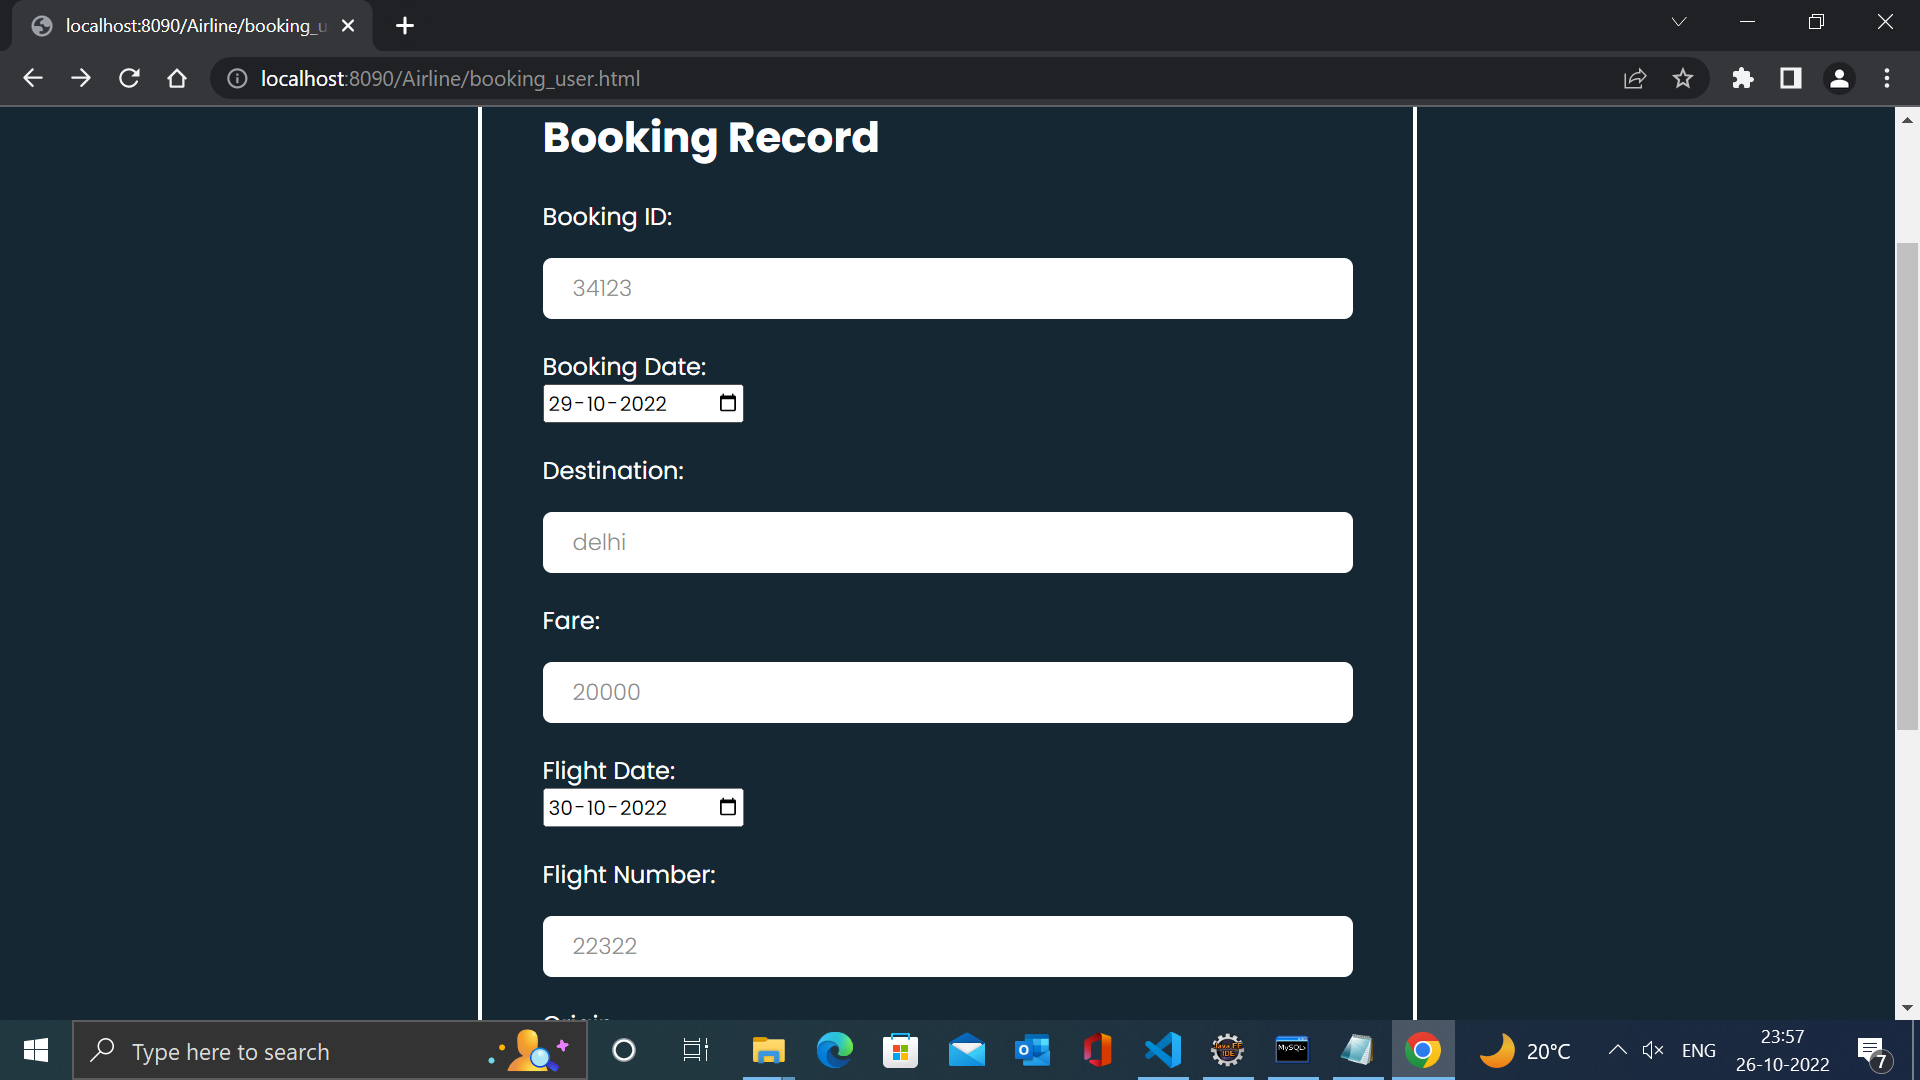 localhost:8090/Airline/booking_u
localhost:8090/Airline/booking_user.html
Booking Record
Booking ID:
34123
Booking Date:
29-10-2022
Destination:
delhi
Fare:
20000
Flight Date:
30-10-2022
Flight Number:
22322
Type here to search
MySQL
20°C
ENG
23:57
26-10-2022
7